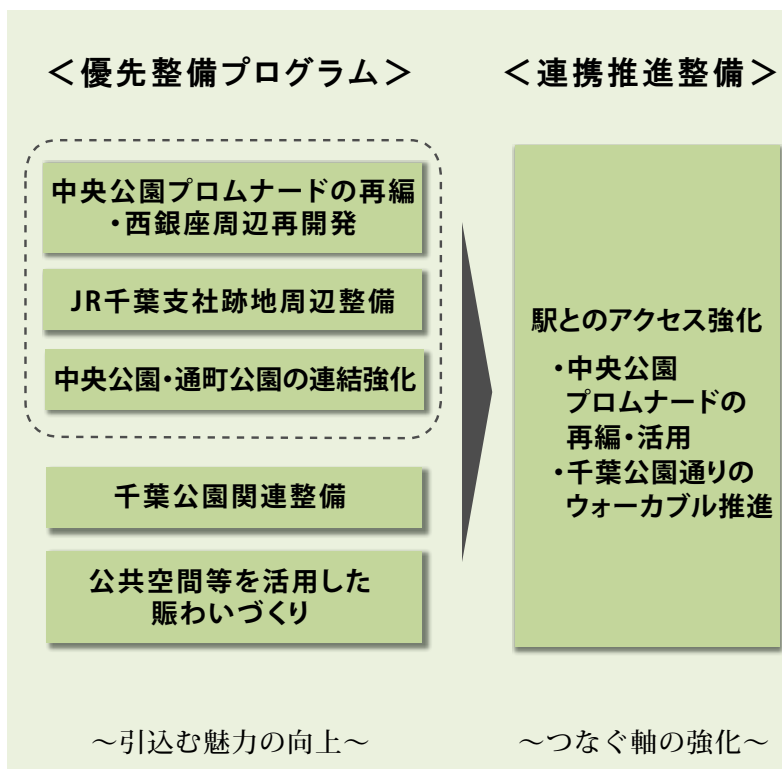 ＜優先整備プログラム＞
中央公園プロムナードの再編
・西銀座周辺再開発
JR千葉支社跡地周辺整備
中央公園・通町公園の連結強化
千葉公園関連整備
公共空間等を活用した
賑わいづくり
～引込む魅力の向上～
＜連携推進整備＞
駅とのアクセス強化
・中央公園
プロムナードの
再編・活用
・千葉公園通りの
ウォーカブル推進
～つなぐ軸の強化～